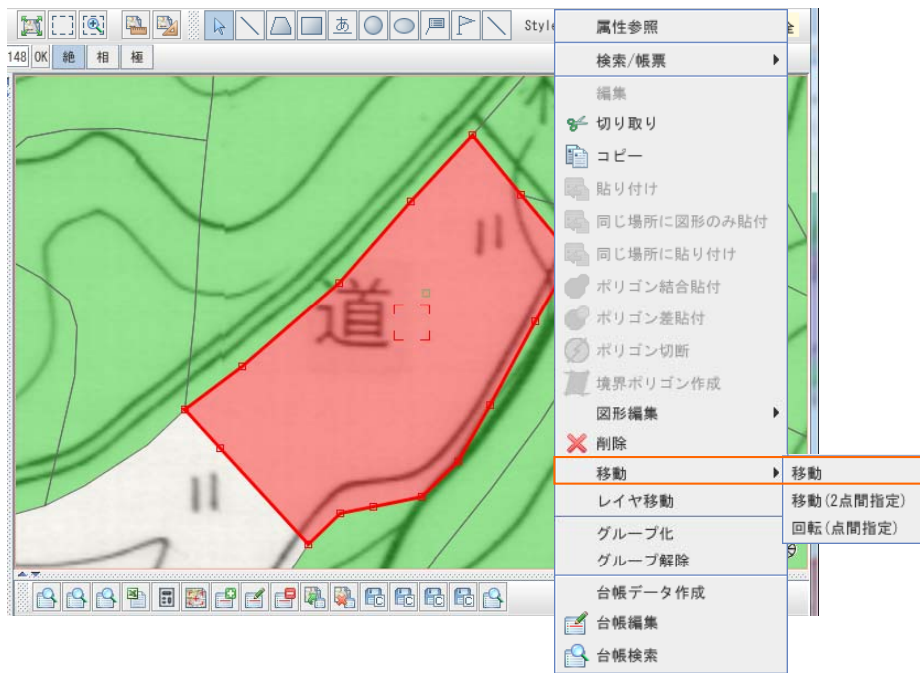 あ
Style
148 OK 絶 相 極
道
属性参照
検索/帳票
編集
切り取り
コピー
貼り付け
同じ場所に図形のみ貼付
同じ場所に貼り付け
ポリゴン結合貼付
ポリゴン差貼付
ポリゴン切断
境界ポリゴン作成
図形編集
削除
移動
移動
レイヤ移動
移動(2点間指定)
回転(点間指定)
グループ化
グループ解除
台帳データ作成
台帳編集
台帳検索